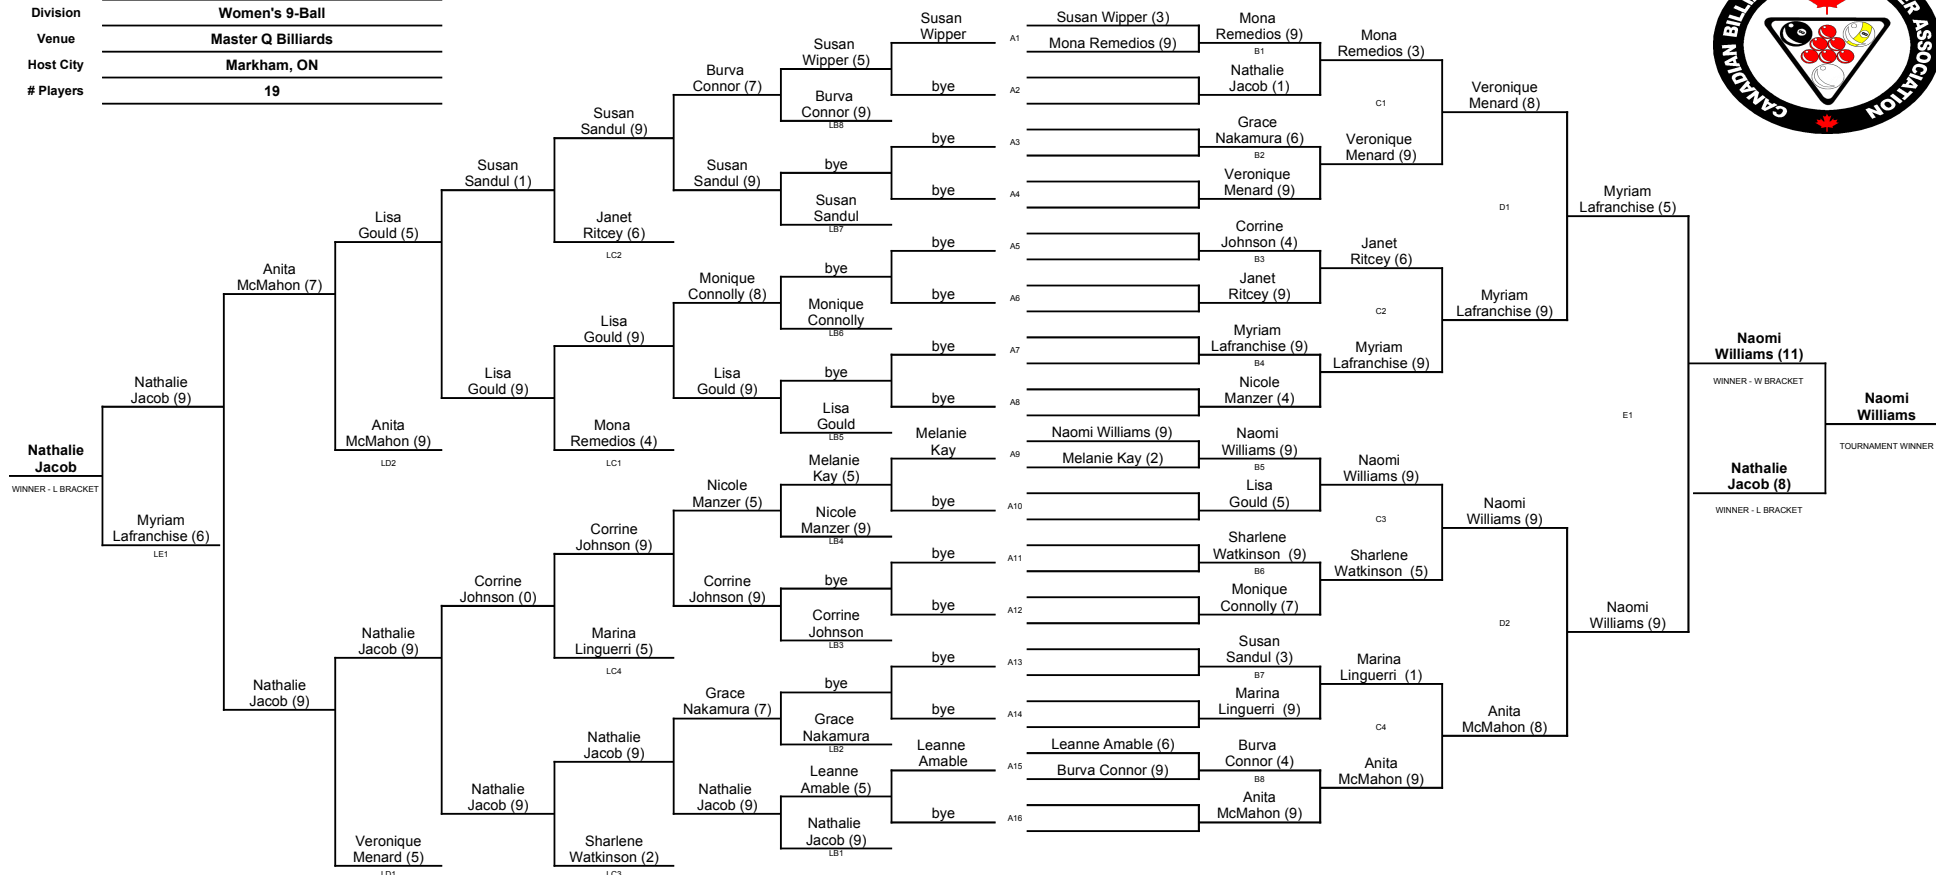 Division Women's 9-Ball
Venue Master Q Billiards
Host City Markham, ON
# Players 19
CANADIAN BILLI
ER ASSOCIATION
Nathalie
Jacob
WINNER - L BRACKET
Nathalie
Jacob (9)
Myriam
Lafranchise (6)
LE1
Anita
McMahon (7)
Nathalie
Jacob (9)
Lisa
Gould (5)
Anita
McMahon (9)
LD2
Nathalie
Jacob (9)
Veronique
Menard (5)
LD1
Susan
Sandul (1)
Lisa
Gould (9)
Corrine
Johnson (0)
Nathalie
Jacob (9)
Susan
Sandul (9)
Janet
Ritcey (6)
LC2
Lisa
Gould (9)
Mona
Remedios (4)
LC1
Corrine
Johnson (9)
Marina
Linguerri (5)
LC4
Nathalie
Jacob (9)
Sharlene
Watkinson (2)
LC3
Burva
Connor (7)
Susan
Sandul (9)
Monique
Connolly (8)
Lisa
Gould (9)
Nicole
Manzer (5)
Corrine
Johnson (9)
Grace
Nakamura (7)
Nathalie
Jacob (9)
Susan
Wipper (5)
Burva
Connor (9)
LB8
bye
Susan
Sandul
LB7
bye
Monique
Connolly
LB6
bye
Lisa
Gould
LB5
Melanie
Kay (5)
Nicole
Manzer (9)
LB4
bye
Corrine
Johnson
LB3
bye
Grace
Nakamura
LB2
Leanne
Amable (5)
Nathalie
Jacob (9)
LB1
Susan
Wipper
bye
bye
bye
bye
bye
bye
bye
Melanie
Kay
bye
bye
bye
bye
bye
Leanne
Amable
bye
A1
A2
A3
A4
A5
A6
A7
A8
A9
A10
A11
A12
A13
A14
A15
A16
Susan Wipper (3)
Mona Remedios (9)
Naomi Williams (9)
Melanie Kay (2)
Leanne Amable (6)
Burva Connor (9)
Mona
Remedios (9)
B1
Nathalie
Jacob (1)
Grace
Nakamura (6)
B2
Veronique
Menard (9)
Corrine
Johnson (4)
B3
Janet
Ritcey (9)
Myriam
Lafranchise (9)
B4
Nicole
Manzer (4)
Naomi
Williams (9)
B5
Lisa
Gould (5)
Sharlene
Watkinson (9)
B6
Monique
Connolly (7)
Susan
Sandul (3)
B7
Marina
Linguerri (9)
Burva
Connor (4)
B8
Anita
McMahon (9)
Mona
Remedios (3)
C1
Veronique
Menard (9)
Janet
Ritcey (6)
C2
Myriam
Lafranchise (9)
Naomi
Williams (9)
C3
Sharlene
Watkinson (5)
Marina
Linguerri (1)
C4
Anita
McMahon (9)
Veronique
Menard (8)
D1
Myriam
Lafranchise (9)
Naomi
Williams (9)
D2
Anita
McMahon (8)
Myriam
Lafranchise (5)
E1
Naomi
Williams (9)
Naomi
Williams (11)
WINNER - W BRACKET
Nathalie
Jacob (8)
WINNER - L BRACKET
Naomi
Williams
TOURNAMENT WINNER